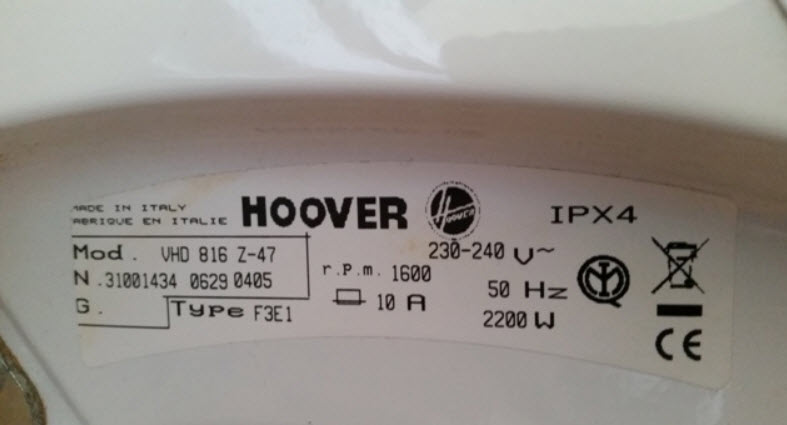 MADE IN ITALY
FABRIQUE EN ITALIE
HOOVER
Hoover
IPX4
Mod. VHD 816 Z-47
N.31001434 0629 0405
G.
Type F3E1
r.p.m. 1600
10 A
230-240 V~
50 Hz
2200 W
CE